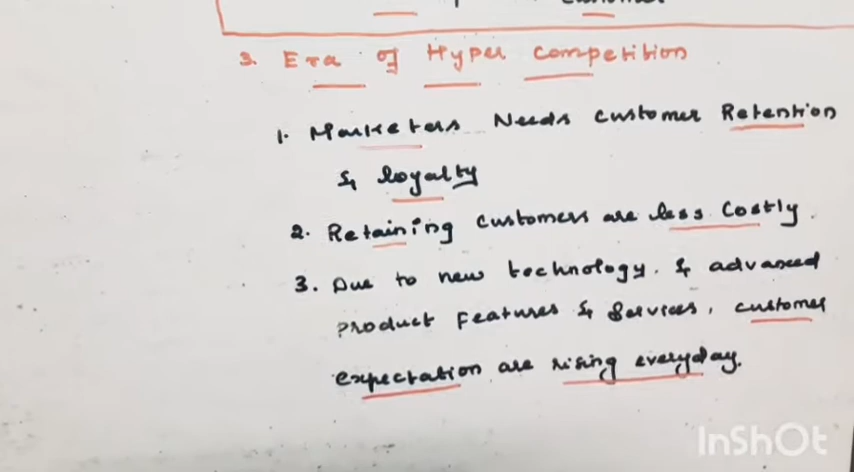 3. Era of Hyper competition
1. Marketers Needs customer Retention
& loyalty
2. Retaining customers are less Costly.
3. Due to new technology. & advanced
product Features & Services, customer
expectation are rising everyday.
InShOt